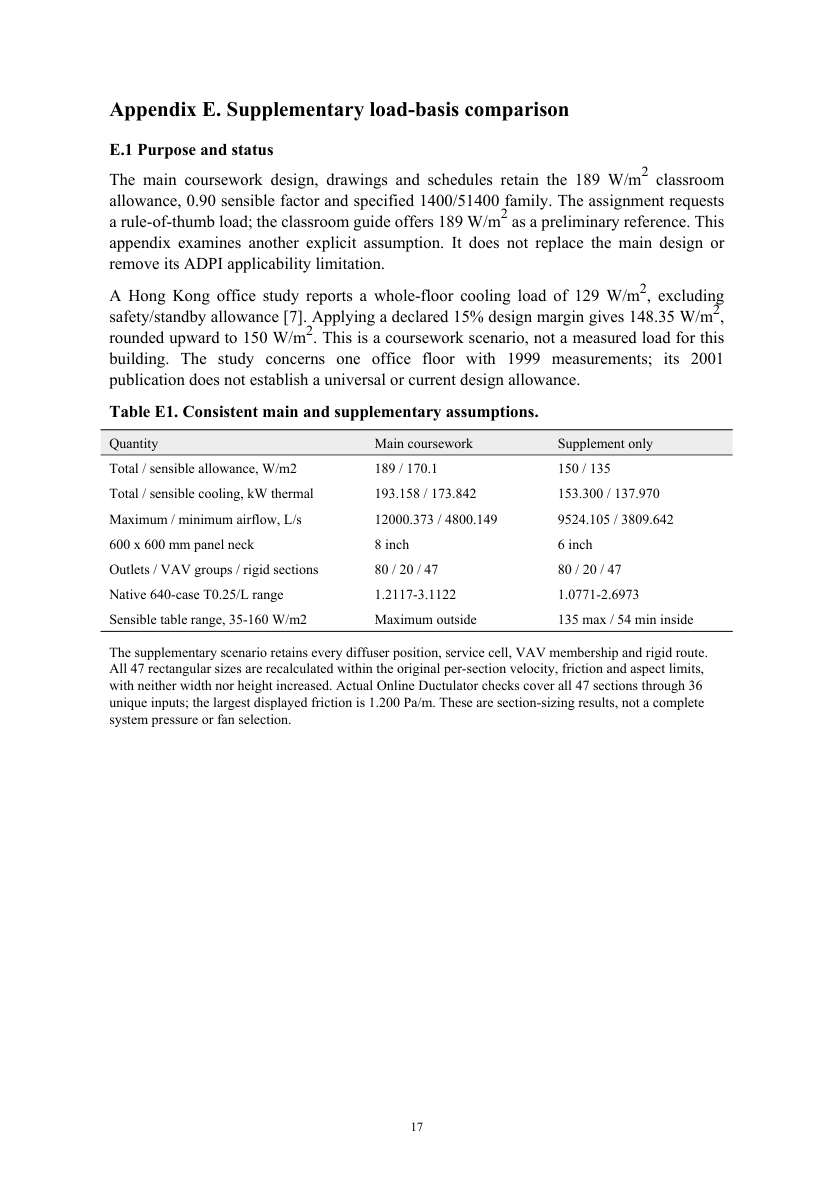 Appendix E. Supplementary load-basis comparison
E.1 Purpose and status
The main coursework design, drawings and schedules retain the 189 W/m² classroom
allowance, 0.90 sensible factor and specified 1400/51400 family. The assignment requests
a rule-of-thumb load; the classroom guide offers 189 W/m² as a preliminary reference. This
appendix examines another explicit assumption. It does not replace the main design or
remove its ADPI applicability limitation.
A Hong Kong office study reports a whole-floor cooling load of 129 W/m², excluding
safety/standby allowance [7]. Applying a declared 15% design margin gives 148.35 W/m²,
rounded upward to 150 W/m². This is a coursework scenario, not a measured load for this
building. The study concerns one office floor with 1999 measurements; its 2001
publication does not establish a universal or current design allowance.
Table E1. Consistent main and supplementary assumptions.
Quantity Main coursework Supplement only
Total / sensible allowance, W/m2 189 / 170.1 150 / 135
Total / sensible cooling, kW thermal 193.158 / 173.842 153.300 / 137.970
Maximum / minimum airflow, L/s 12000.373 / 4800.149 9524.105 / 3809.642
600 x 600 mm panel neck 8 inch 6 inch
Outlets / VAV groups / rigid sections 80 / 20 / 47 80 / 20 / 47
Native 640-case T0.25/L range 1.2117-3.1122 1.0771-2.6973
Sensible table range, 35-160 W/m2 Maximum outside 135 max / 54 min inside
The supplementary scenario retains every diffuser position, service cell, VAV membership and rigid route.
All 47 rectangular sizes are recalculated within the original per-section velocity, friction and aspect limits,
with neither width nor height increased. Actual Online Ductulator checks cover all 47 sections through 36
unique inputs; the largest displayed friction is 1.200 Pa/m. These are section-sizing results, not a complete
system pressure or fan selection.
17